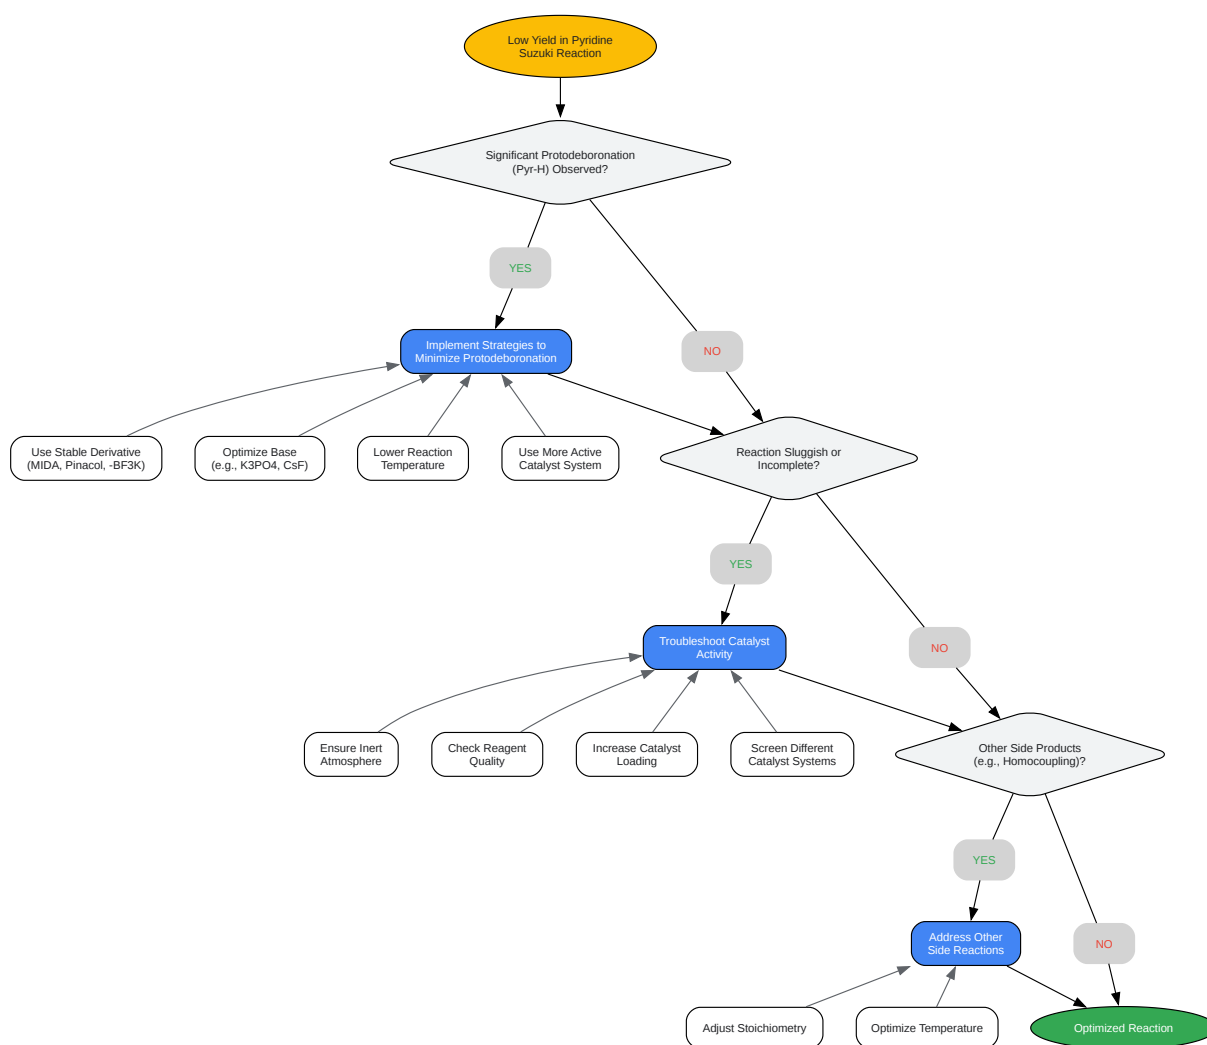 Low Yield in Pyridine
Suzuki Reaction
Significant Protodeboronation
(Pyr-H) Observed?
YES
NO
Implement Strategies to
Minimize Protodeboronation
Use Stable Derivative
(MIDA, Pinacol, -BF3K)
Optimize Base
(e.g., K3PO4, CsF)
Lower Reaction
Temperature
Use More Active
Catalyst System
Reaction Sluggish or
Incomplete?
YES
NO
Troubleshoot Catalyst
Activity
Ensure Inert
Atmosphere
Check Reagent
Quality
Increase Catalyst
Loading
Screen Different
Catalyst Systems
Other Side Products
(e.g., Homocoupling)?
YES
NO
Address Other
Side Reactions
Adjust Stoichiometry
Optimize Temperature
Optimized Reaction